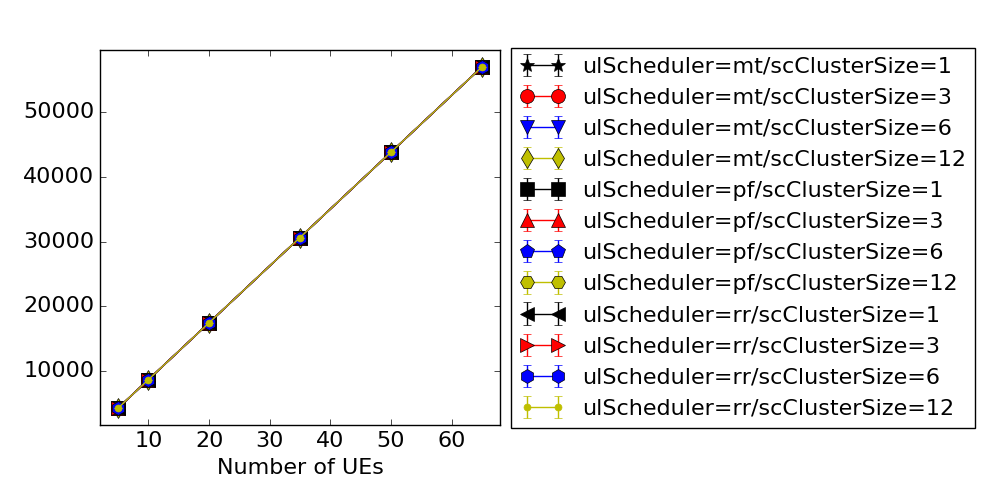 50000
40000
30000
20000
10000
10 20 30 40 50 60
Number of UEs
ulScheduler=mt/scClusterSize=1
ulScheduler=mt/scClusterSize=3
ulScheduler=mt/scClusterSize=6
ulScheduler=mt/scClusterSize=12
ulScheduler=pf/scClusterSize=1
ulScheduler=pf/scClusterSize=3
ulScheduler=pf/scClusterSize=6
ulScheduler=pf/scClusterSize=12
ulScheduler=rr/scClusterSize=1
ulScheduler=rr/scClusterSize=3
ulScheduler=rr/scClusterSize=6
ulScheduler=rr/scClusterSize=12